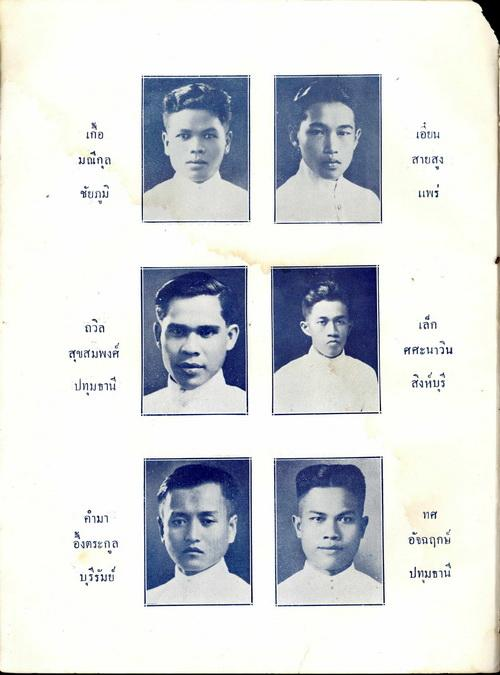 เกื้อ
มณีกุล
ชัยภูมิ
เอี่ยน
สายสูง
แพร่
ถวิล
สุขสมพงศ์
ปทุมธานี
เล็ก
ศศะนาวิน
สิงห์บุรี
คำมา
อึ้งตระกูล
บุรีรัมย์
ทศ
อัจฉฤกษ์
ปทุมธานี